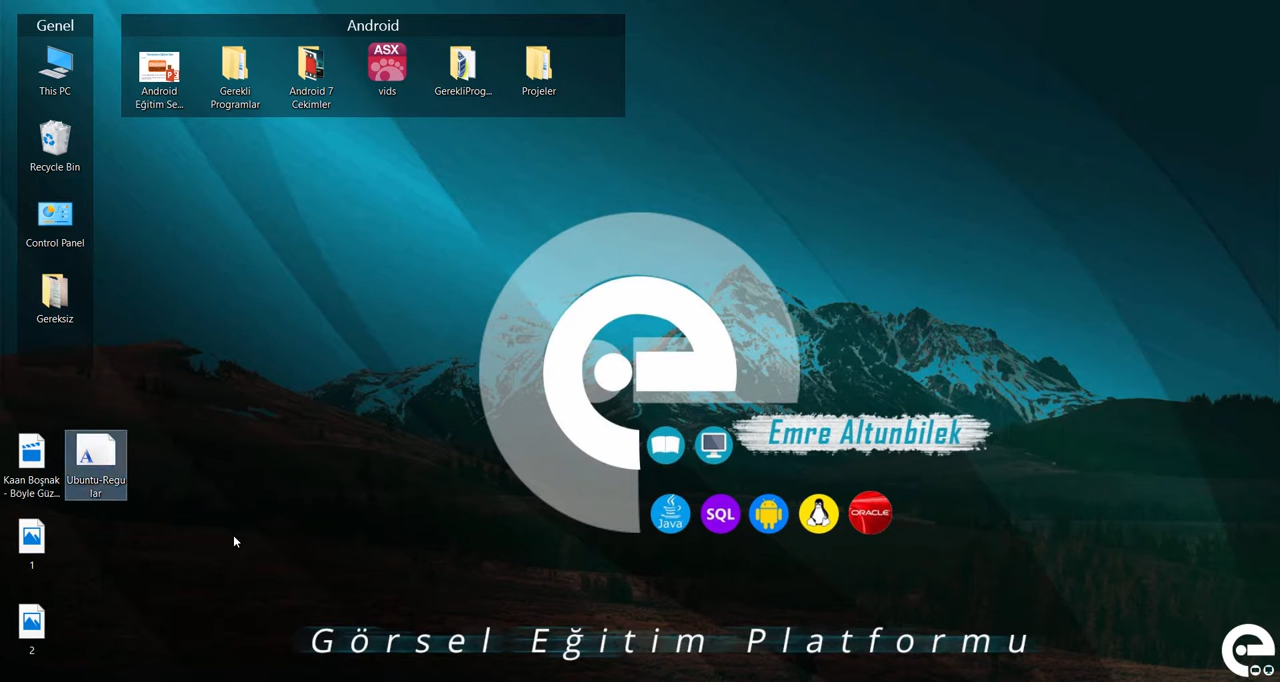 Genel
Android
This PC
Android
Eğitim Se...
Gerekli
Programlar
Android 7
Cekimler
ASX
vids
GerekliProg...
Projeler
Recycle Bin
Control Panel
Gereksiz
Kaan Boşnak
- Böyle Güz...
A
Ubuntu-Regu
lar
1
2
e
Emre Altunbilek
Java
SQL
ORACLE
Görsel Eğitim Platformu